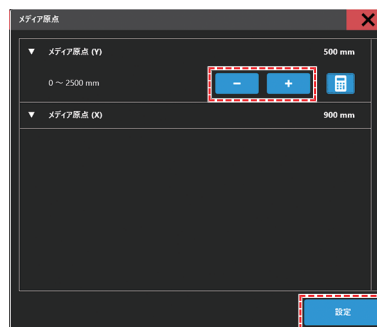 メディア原点
▼ メディア原点 (Y) 500 mm
0 ～ 2500 mm － ＋
▼ メディア原点 (X) 900 mm
設定